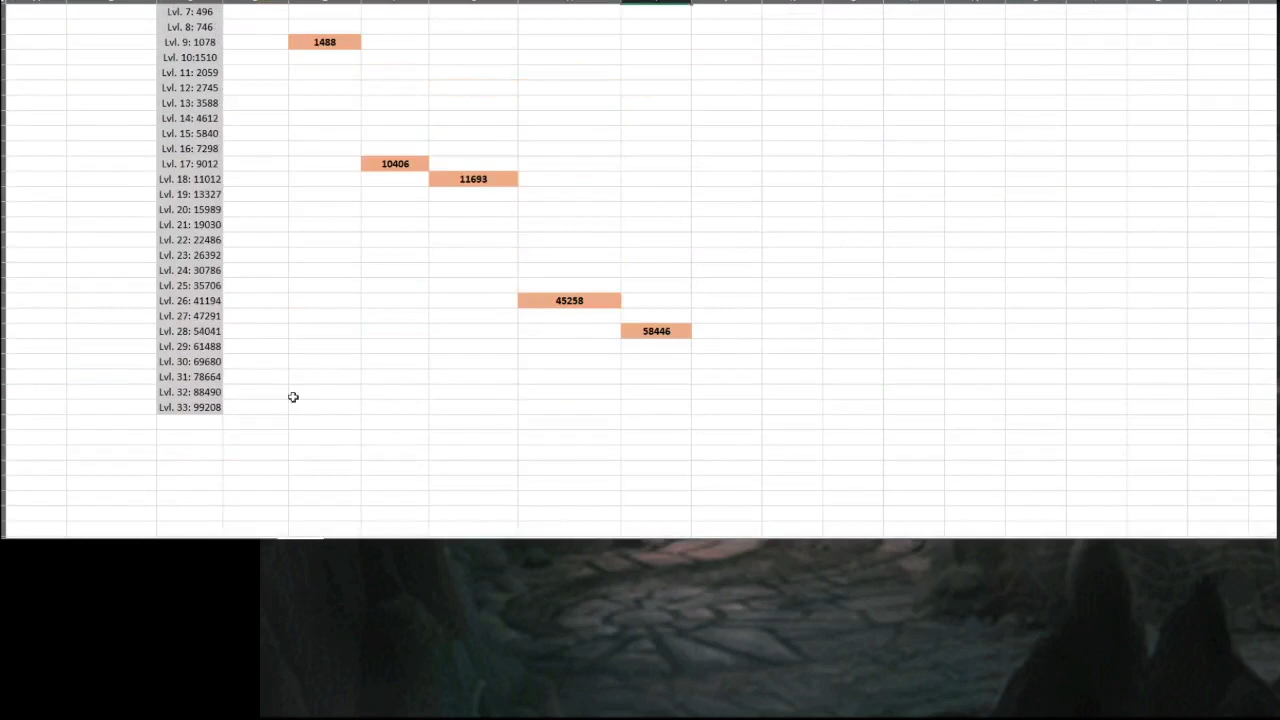 Lvl. 7: 496
Lvl. 8: 746
Lvl. 9: 1078 1488
Lvl. 10:1510
Lvl. 11: 2059
Lvl. 12: 2745
Lvl. 13: 3588
Lvl. 14: 4612
Lvl. 15: 5840
Lvl. 16: 7298
Lvl. 17: 9012 10406
Lvl. 18: 11012 11693
Lvl. 19: 13327
Lvl. 20: 15989
Lvl. 21: 19030
Lvl. 22: 22486
Lvl. 23: 26392
Lvl. 24: 30786
Lvl. 25: 35706
Lvl. 26: 41194 45258
Lvl. 27: 47291
Lvl. 28: 54041 58446
Lvl. 29: 61488
Lvl. 30: 69680
Lvl. 31: 78664
Lvl. 32: 88490
Lvl. 33: 99208